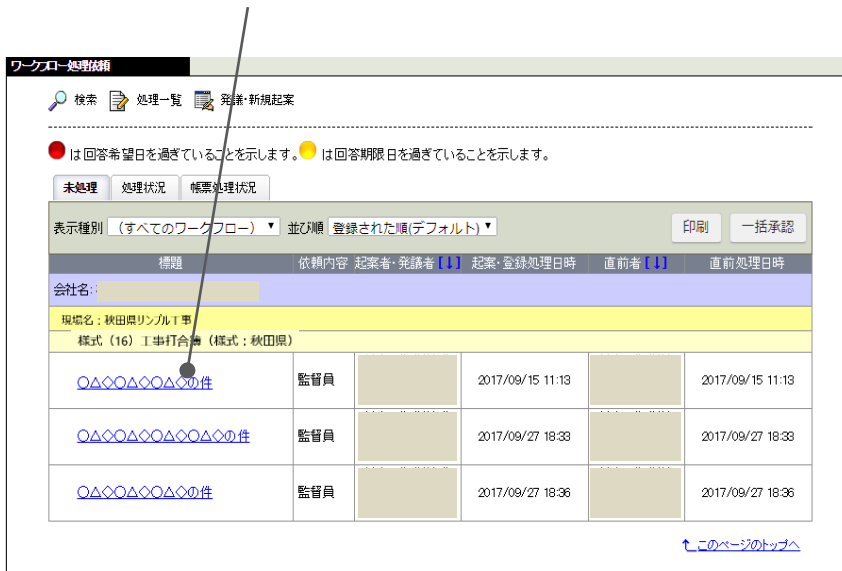 ワークフロー処理依頼
検索 処理一覧 発議・新規起案
は回答希望日を過ぎていることを示します。 は回答期限日を過ぎていることを示します。
未処理 処理状況 帳票処理状況
表示種別 (すべてのワークフロー) ▼ 並び順 登録された順(デフォルト) ▼ 印刷 一括承認
標題 依頼内容 起案者・発議者[↓] 起案・登録処理日時 直前者[↓] 直前処理日時
会社名:
現場名:秋田県リンプル工事
様式(16)工事打合簿(様式:秋田県)
○△◇○△◇○△◇の件 監督員 2017/09/15 11:13 2017/09/15 11:13
○△◇○△◇○△◇○△◇の件 監督員 2017/09/27 18:33 2017/09/27 18:33
○△◇○△◇○△◇の件 監督員 2017/09/27 18:36 2017/09/27 18:36
↑このページのトップへ